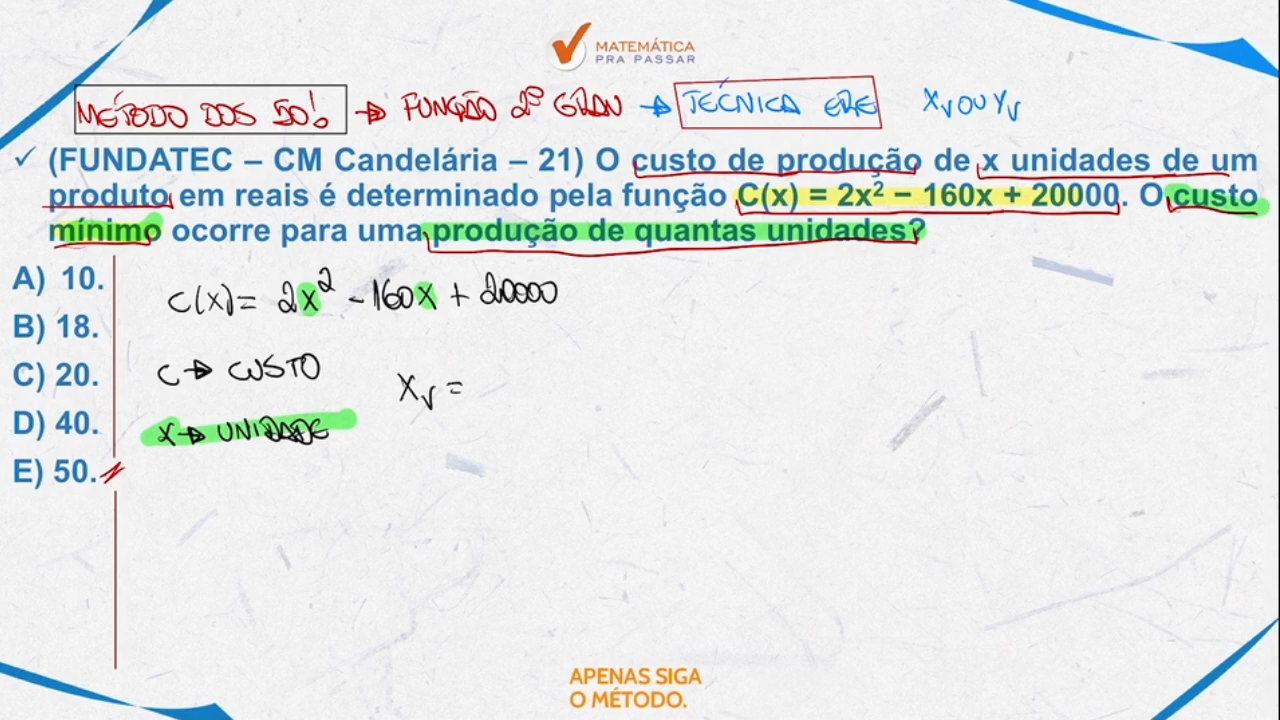 MATEMÁTICA
PRA PASSAR
MÉTODO DOS 50! → FUNÇÃO 2º GRAU → TÉCNICA ERE Xv OU Yv
✓ (FUNDATEC – CM Candelária – 21) O custo de produção de x unidades de um
produto em reais é determinado pela função C(x) = 2x² − 160x + 20000. O custo
mínimo ocorre para uma produção de quantas unidades?
A) 10.
C(X) = 2x² - 160x + 20000
B) 18.
C) 20.
C → CUSTO
Xv =
D) 40.
X → UNIDADE
E) 50.
APENAS SIGA
O MÉTODO.